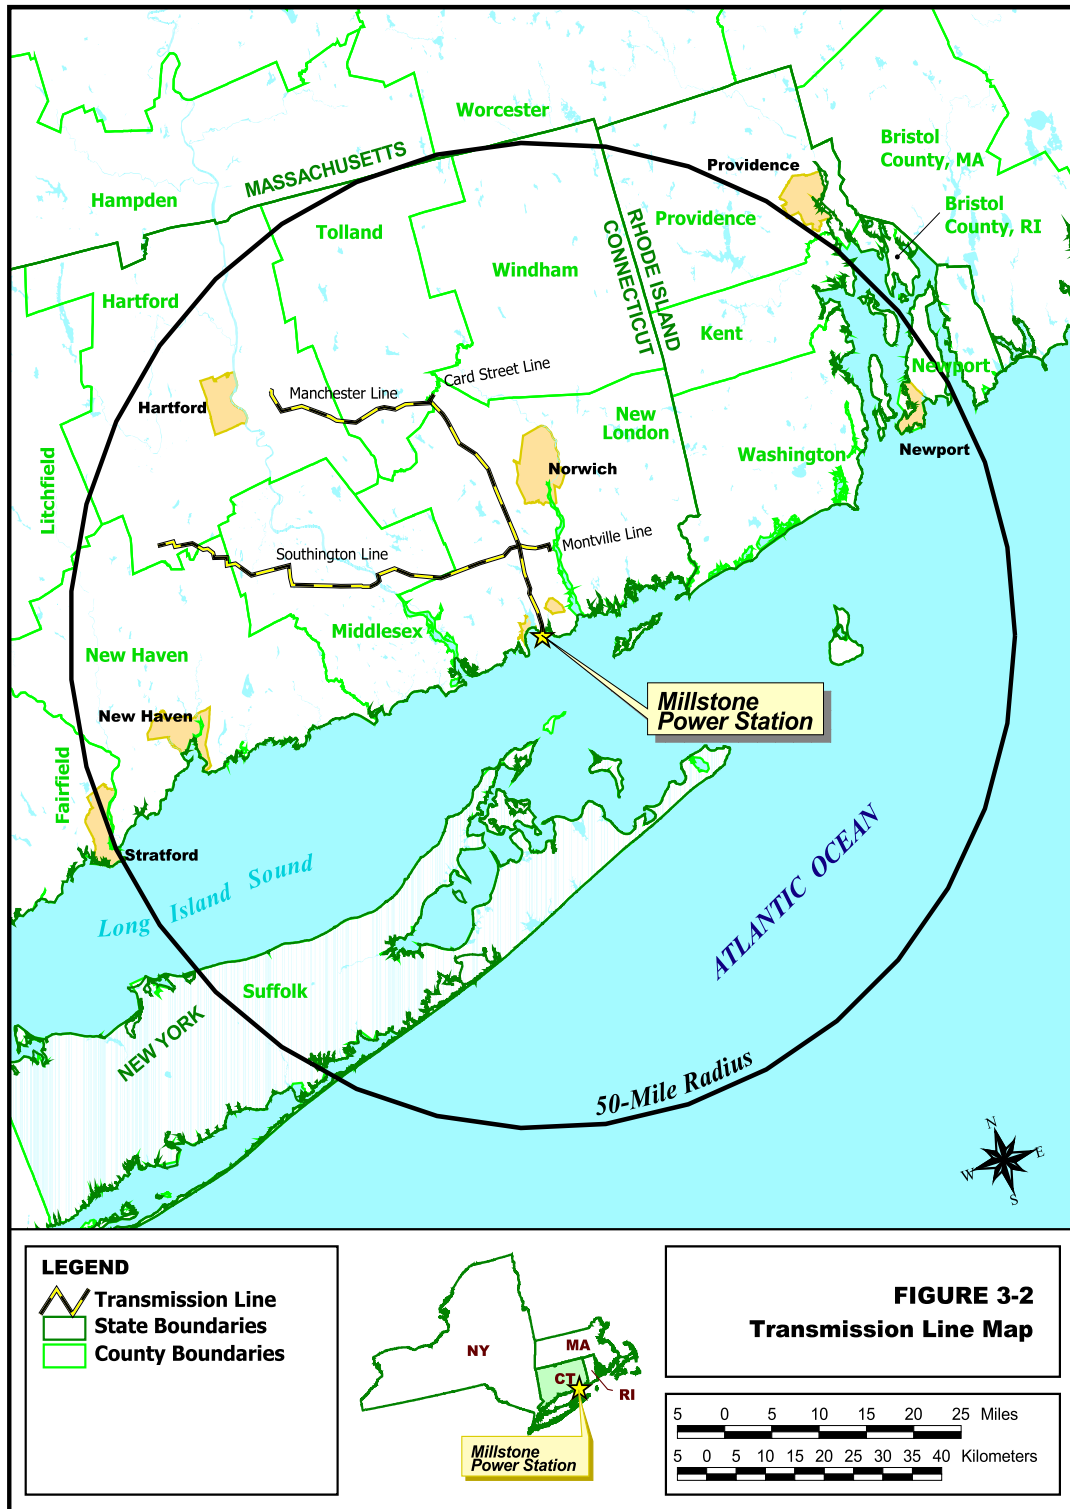 Worcester
MASSACHUSETTS
Providence
Bristol
County, MA
Hampden
Bristol
County, RI
Tolland
Providence
RHODE ISLAND
CONNECTICUT
Windham
Hartford
Kent
Newport
Card Street Line
Manchester Line
Hartford
New
London
Newport
Washington
Norwich
Litchfield
Montville Line
Southington Line
Middlesex
New Haven
Millstone
Power Station
New Haven
Fairfield
Stratford
Long Island Sound
ATLANTIC OCEAN
Suffolk
NEW YORK
50-Mile Radius
N
E
W
S
LEGEND
Transmission Line
State Boundaries
County Boundaries
NY
MA
CT
RI
Millstone
Power Station
FIGURE 3-2
Transmission Line Map
5 0 5 10 15 20 25 Miles
5 0 5 10 15 20 25 30 35 40 Kilometers